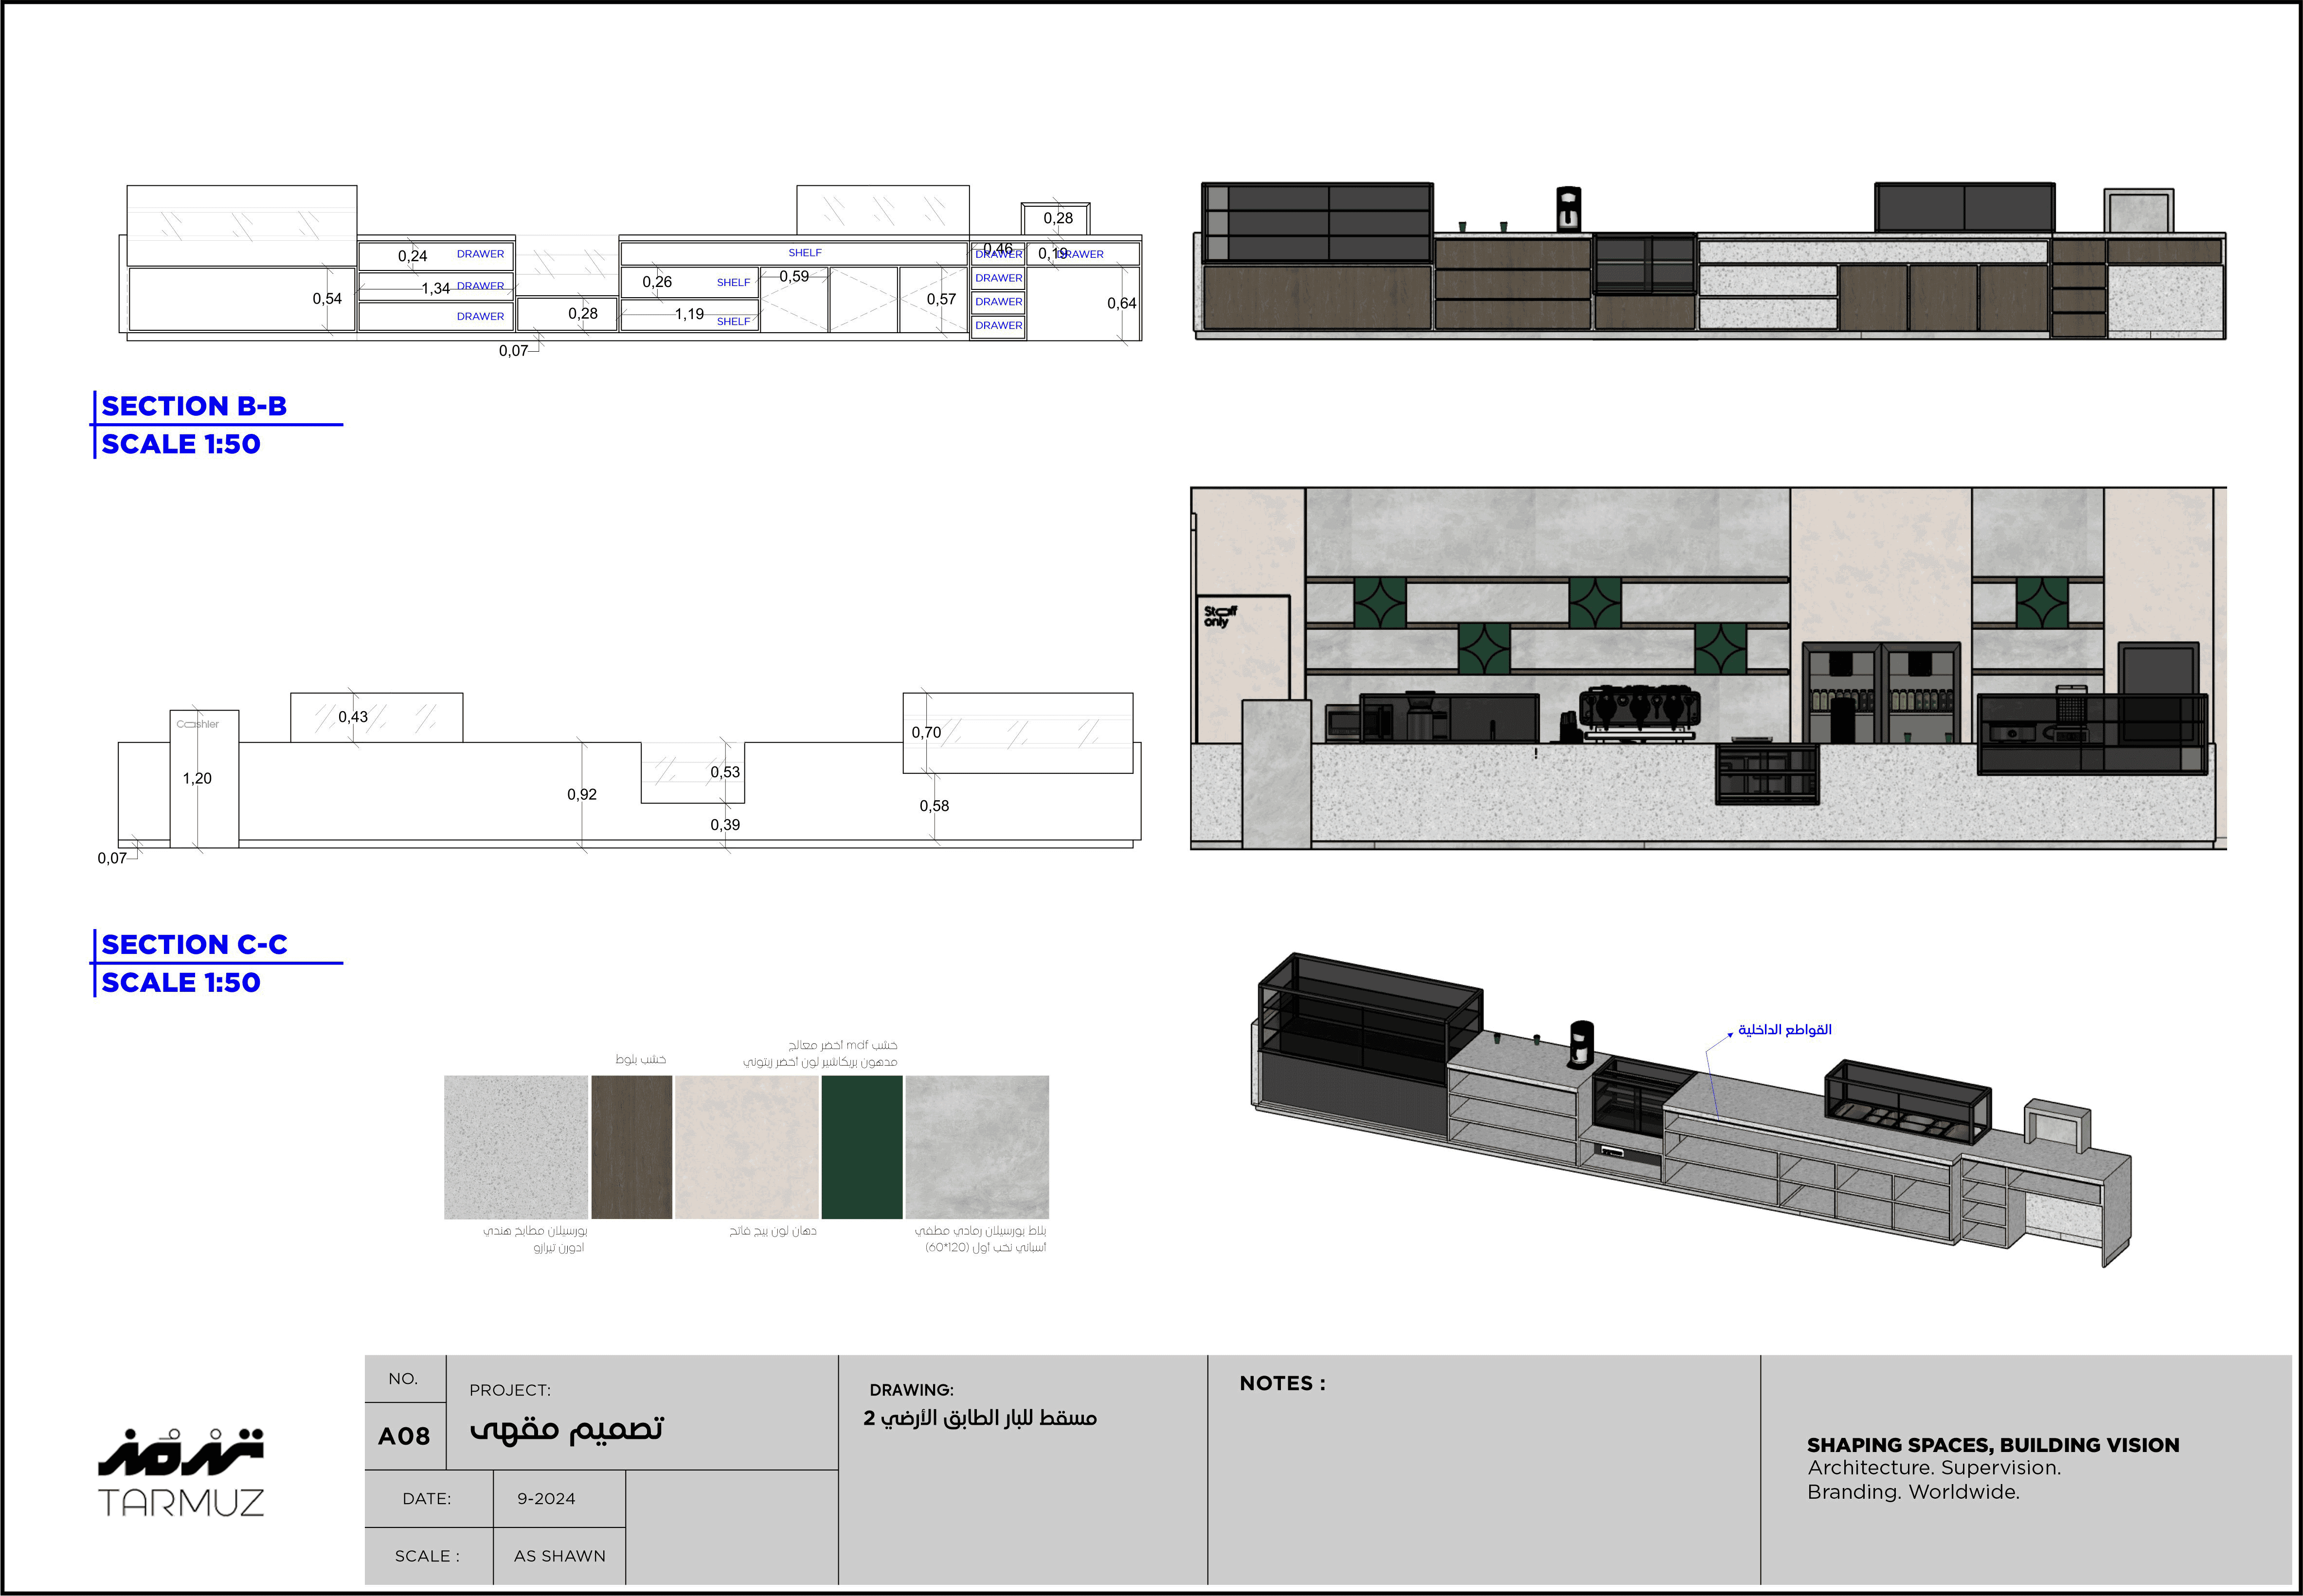 0,28
0,24
DRAWER
SHELF
0,46
DRAWER
0,19
DRAWER
0,54
1,34
DRAWER
0,26
SHELF
0,59
DRAWER
0,57
DRAWER
0,64
DRAWER
0,28
1,19
SHELF
DRAWER
0,07
SECTION B-B
SCALE 1:50
Staff
only
Cashler
0,43
0,70
1,20
0,53
0,92
0,58
0,39
0,07
SECTION C-C
SCALE 1:50
القواطع الداخلية
خشب بلوط
خشب mdf أخضر معالج
مدهون بريكاشير لون أخضر زيتوني
بورسيلان مطابخ هندي
ادورن تيرازو
دهان لون بيج فاتح
بلاط بورسيلان رمادي مطفي
أسباني نخب أول (120*60)
NO.
A08
PROJECT:
تصميم مقهى
DATE:
9-2024
SCALE :
AS SHAWN
DRAWING:
مسقط للبار الطابق الأرضي 2
NOTES :
SHAPING SPACES, BUILDING VISION
Architecture. Supervision.
Branding. Worldwide.
ترمز
TARMUZ